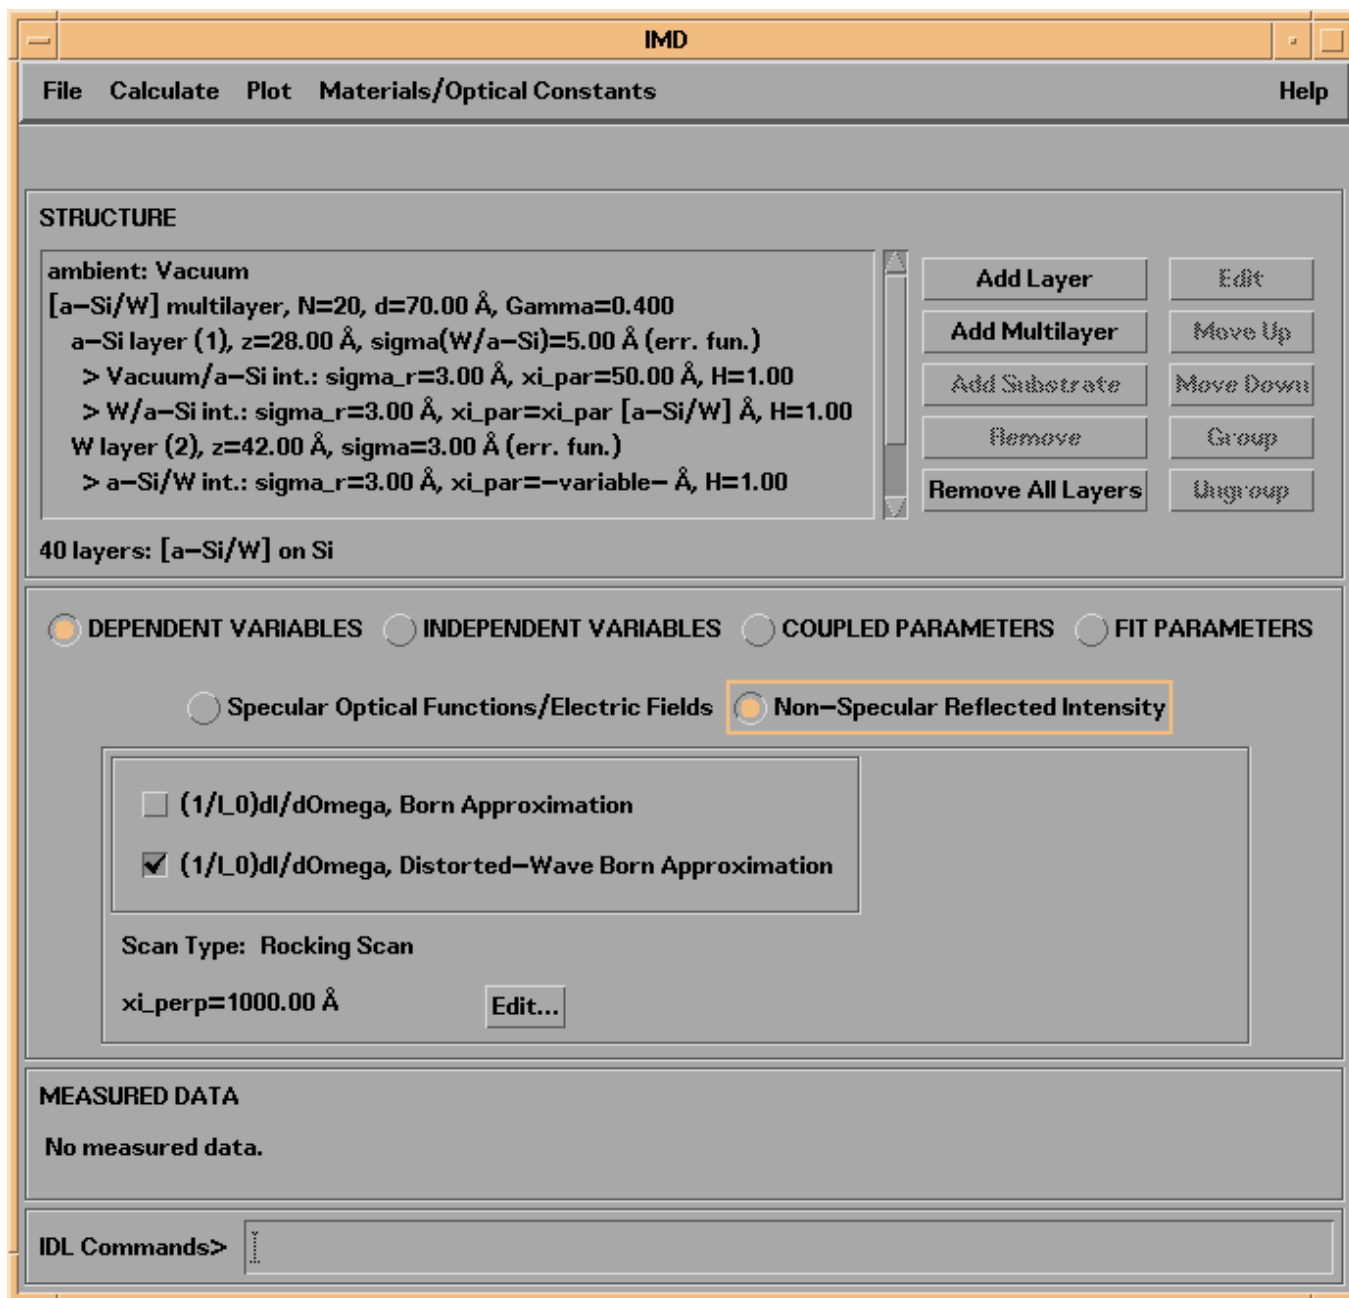 IMD
File Calculate Plot Materials/Optical Constants Help
STRUCTURE
ambient: Vacuum
[a–Si/W] multilayer, N=20, d=70.00 Å, Gamma=0.400
a–Si layer (1), z=28.00 Å, sigma(W/a–Si)=5.00 Å (err. fun.)
> Vacuum/a–Si int.: sigma_r=3.00 Å, xi_par=50.00 Å, H=1.00
> W/a–Si int.: sigma_r=3.00 Å, xi_par=xi_par [a–Si/W] Å, H=1.00
W layer (2), z=42.00 Å, sigma=3.00 Å (err. fun.)
> a–Si/W int.: sigma_r=3.00 Å, xi_par=–variable– Å, H=1.00
Add Layer Edit
Add Multilayer Move Up
Add Substrate Move Down
Remove Group
Remove All Layers Ungroup
40 layers: [a–Si/W] on Si
DEPENDENT VARIABLES INDEPENDENT VARIABLES COUPLED PARAMETERS FIT PARAMETERS
Specular Optical Functions/Electric Fields Non–Specular Reflected Intensity
(1/I_0)dI/dOmega, Born Approximation
(1/I_0)dI/dOmega, Distorted–Wave Born Approximation
Scan Type: Rocking Scan
xi_perp=1000.00 Å Edit...
MEASURED DATA
No measured data.
IDL Commands>